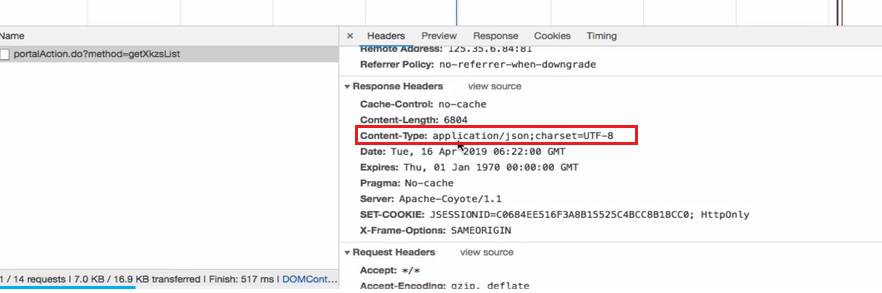 Name
portalAction.do?method=getXkzsList
1 / 14 requests | 7.0 KB / 16.9 KB transferred | Finish: 517 ms | DOMCont...
× Headers Preview Response Cookies Timing
Remote Address: 125.35.6.84:81
Referrer Policy: no-referrer-when-downgrade
Response Headers view source
Cache-Control: no-cache
Content-Length: 6804
Content-Type: application/json;charset=UTF-8
Date: Tue, 16 Apr 2019 06:22:00 GMT
Expires: Thu, 01 Jan 1970 00:00:00 GMT
Pragma: No-cache
Server: Apache-Coyote/1.1
SET-COOKIE: JSESSIONID=C0684EE516F3A8B15525C4BCC8B18CC0; HttpOnly
X-Frame-Options: SAMEORIGIN
Request Headers view source
Accept: */*
Accept-Encoding: gzip, deflate